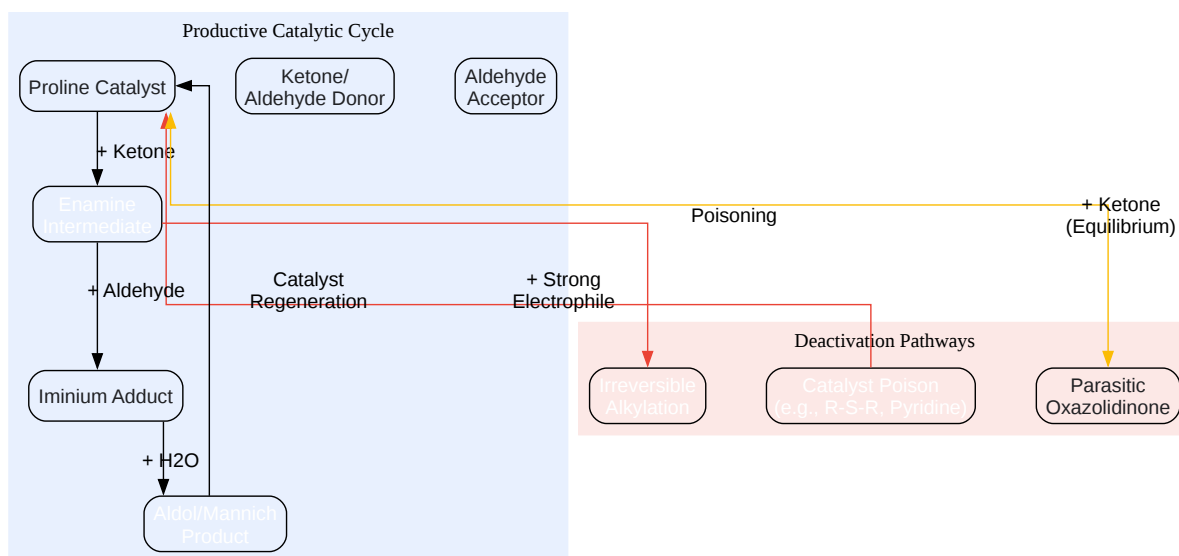 Productive Catalytic Cycle
Proline Catalyst
Ketone/
Aldehyde Donor
Aldehyde
Acceptor
+ Ketone
Enamine
Intermediate
Poisoning
+ Ketone
(Equilibrium)
+ Aldehyde
Catalyst
Regeneration
+ Strong
Electrophile
Deactivation Pathways
Iminium Adduct
Irreversible
Alkylation
Catalyst Poison
(e.g., R-S-R, Pyridine)
Parasitic
Oxazolidinone
+ H2O
Aldol/Mannich
Product